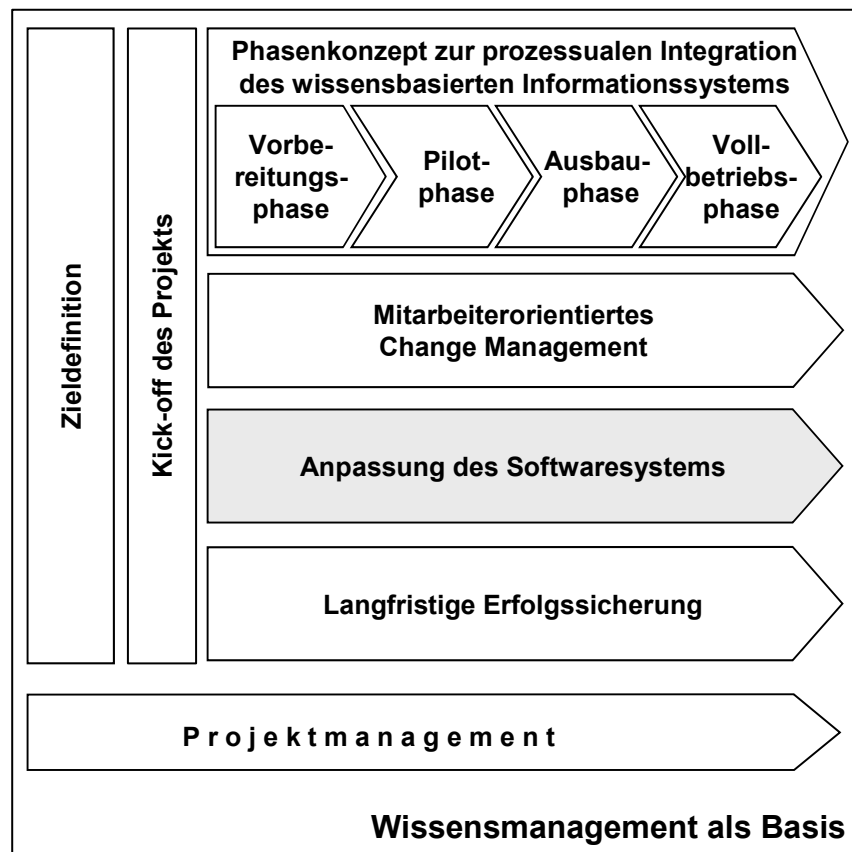 Zieldefinition
Kick-off des Projekts
Phasenkonzept zur prozessualen Integration
des wissensbasierten Informationssystems
Vorbe-
reitungs-
phase
Pilot-
phase
Ausbau-
phase
Voll-
betriebs-
phase
Mitarbeiterorientiertes
Change Management
Anpassung des Softwaresystems
Langfristige Erfolgssicherung
Projektmanagement
Wissensmanagement als Basis